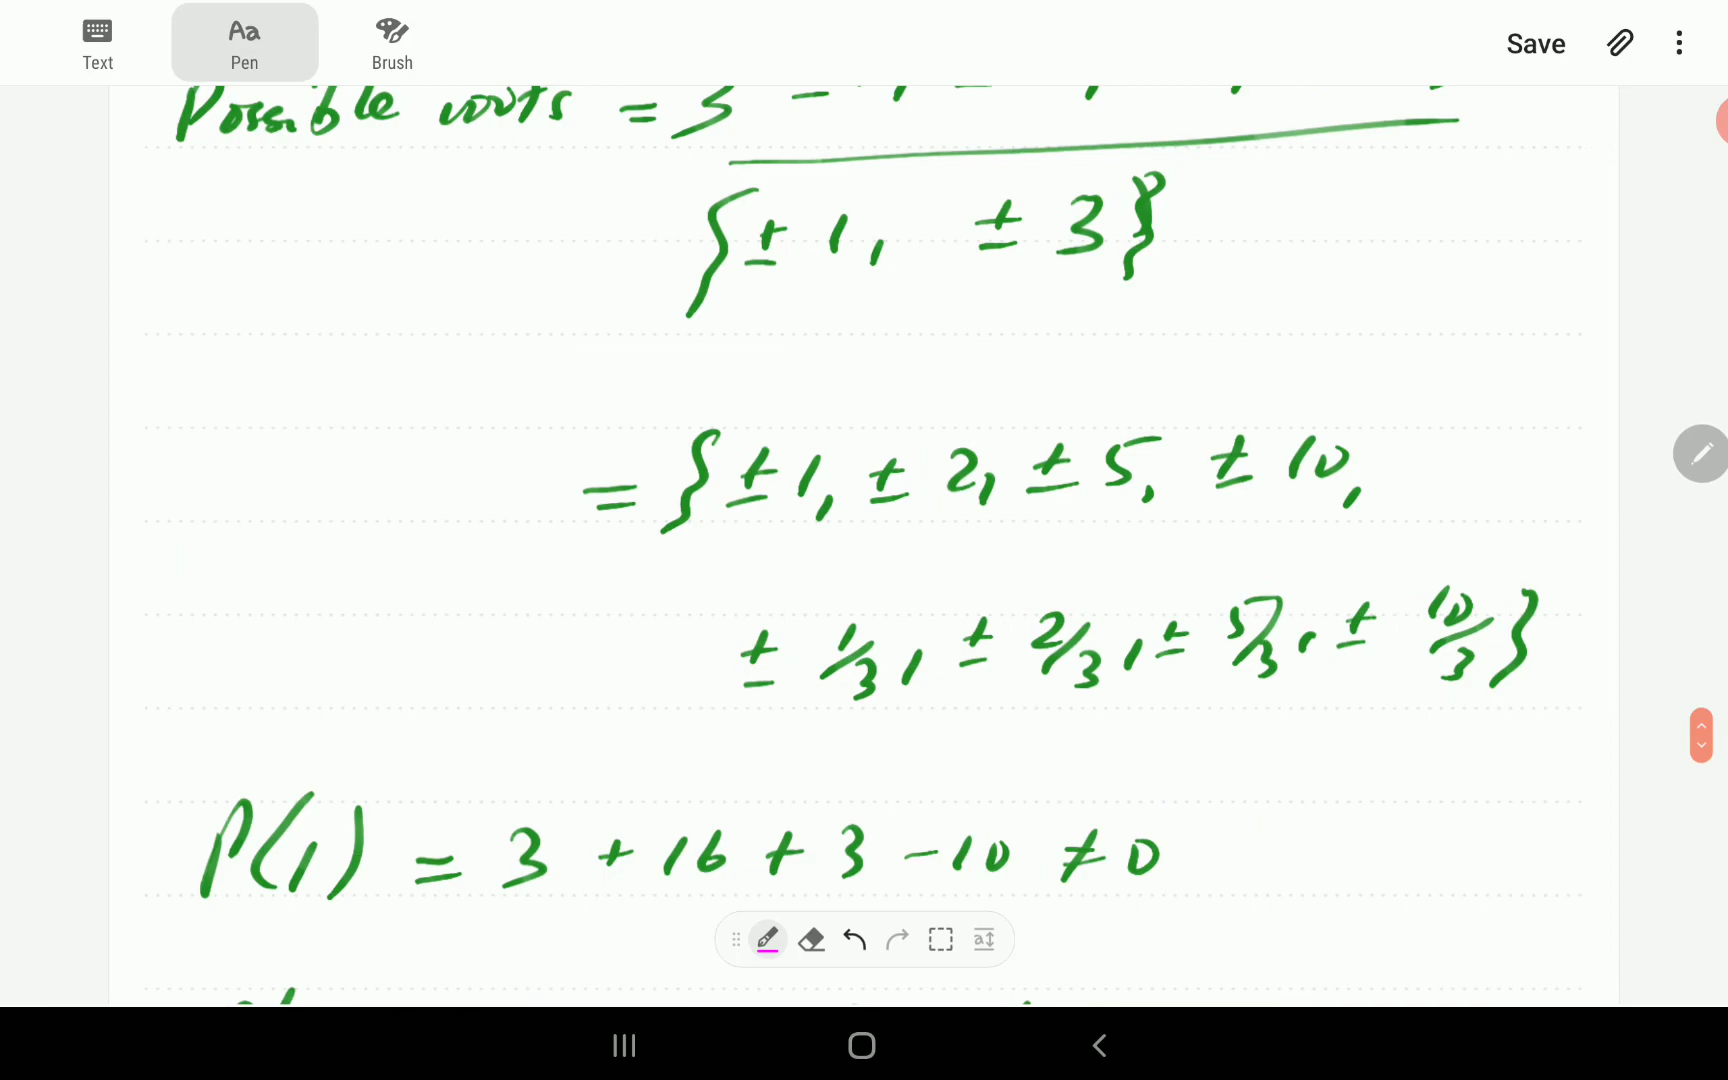 Text Pen Brush Save
Possible roots =
{± 1, ± 3}
= {± 1, ± 2, ± 5, ± 10,
± 1/3, ± 2/3, ± 5/3, ± 10/3}
P(1) = 3 + 16 + 3 - 10 ≠ 0